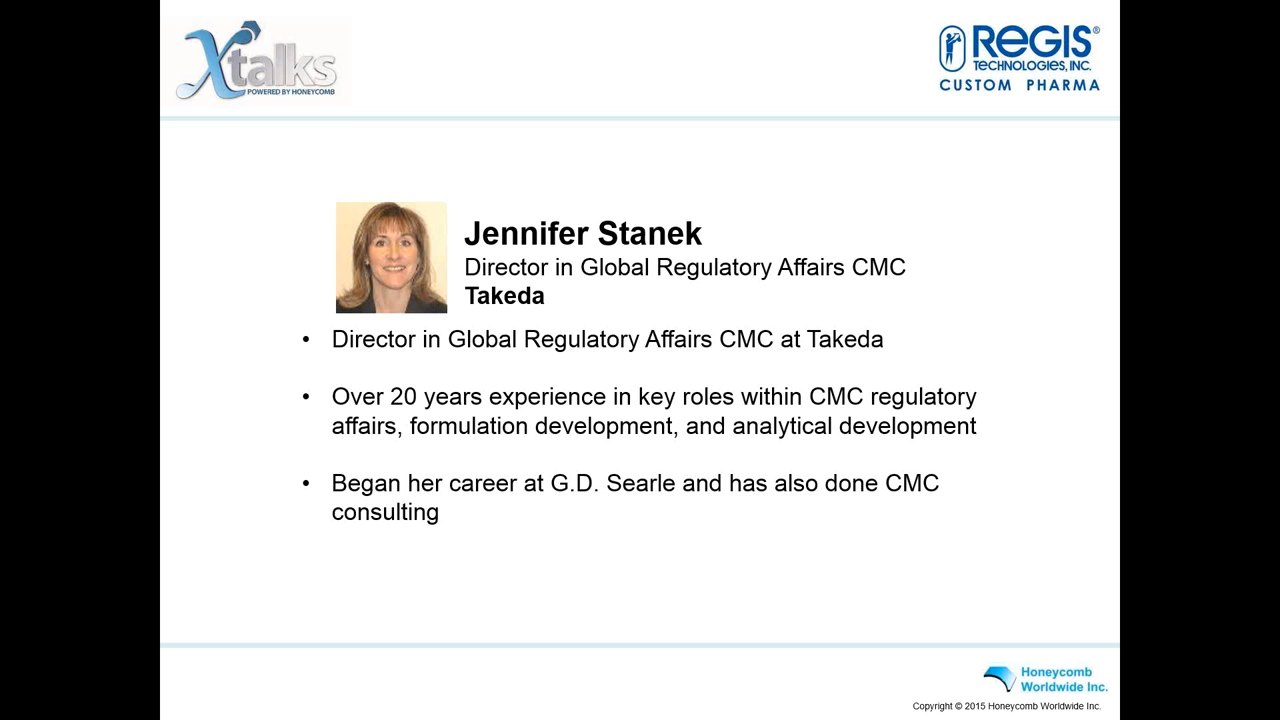 Xtalks
POWERED BY HONEYCOMB
REGIS®
TECHNOLOGIES, INC.
CUSTOM PHARMA
Jennifer Stanek
Director in Global Regulatory Affairs CMC
Takeda
• Director in Global Regulatory Affairs CMC at Takeda
• Over 20 years experience in key roles within CMC regulatory
affairs, formulation development, and analytical development
• Began her career at G.D. Searle and has also done CMC
consulting
Honeycomb
Worldwide Inc.
Copyright © 2015 Honeycomb Worldwide Inc.